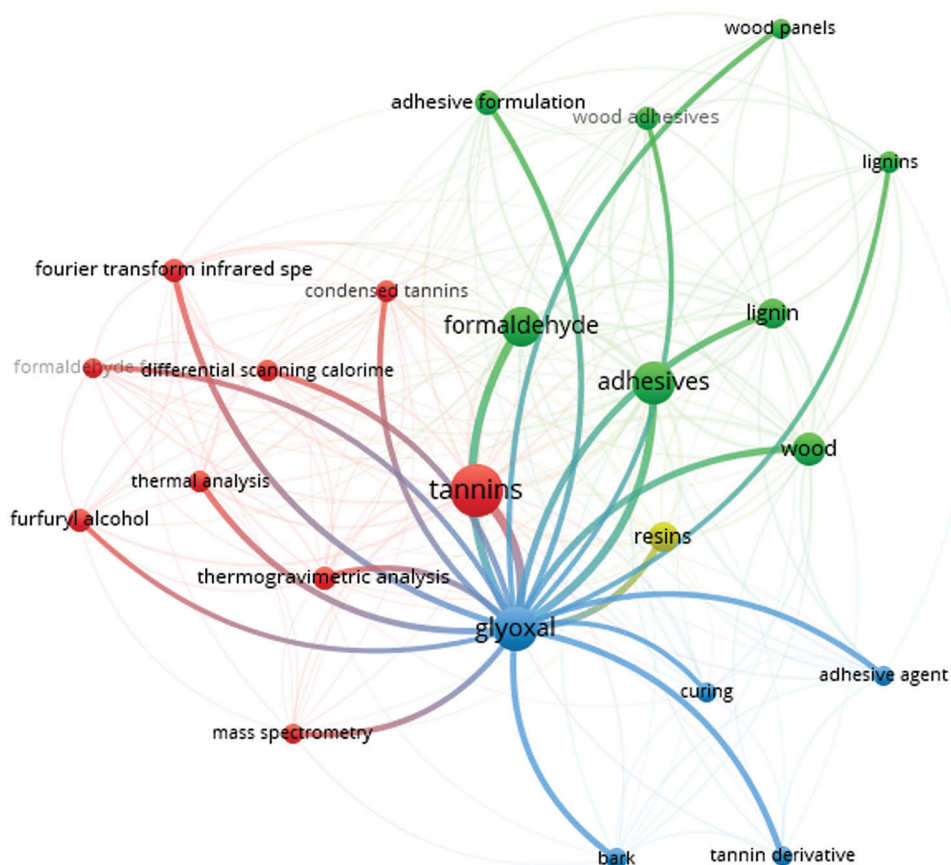 wood panels
adhesive formulation
wood adhesives
lignins
fourier transform infrared spe
condensed tannins
lignin
formaldehyde
formaldehyde
differential scanning calorime
adhesives
wood
thermal analysis
tannins
furfuryl alcohol
resins
thermogravimetric analysis
glyoxal
adhesive agent
curing
mass spectrometry
bark
tannin derivative